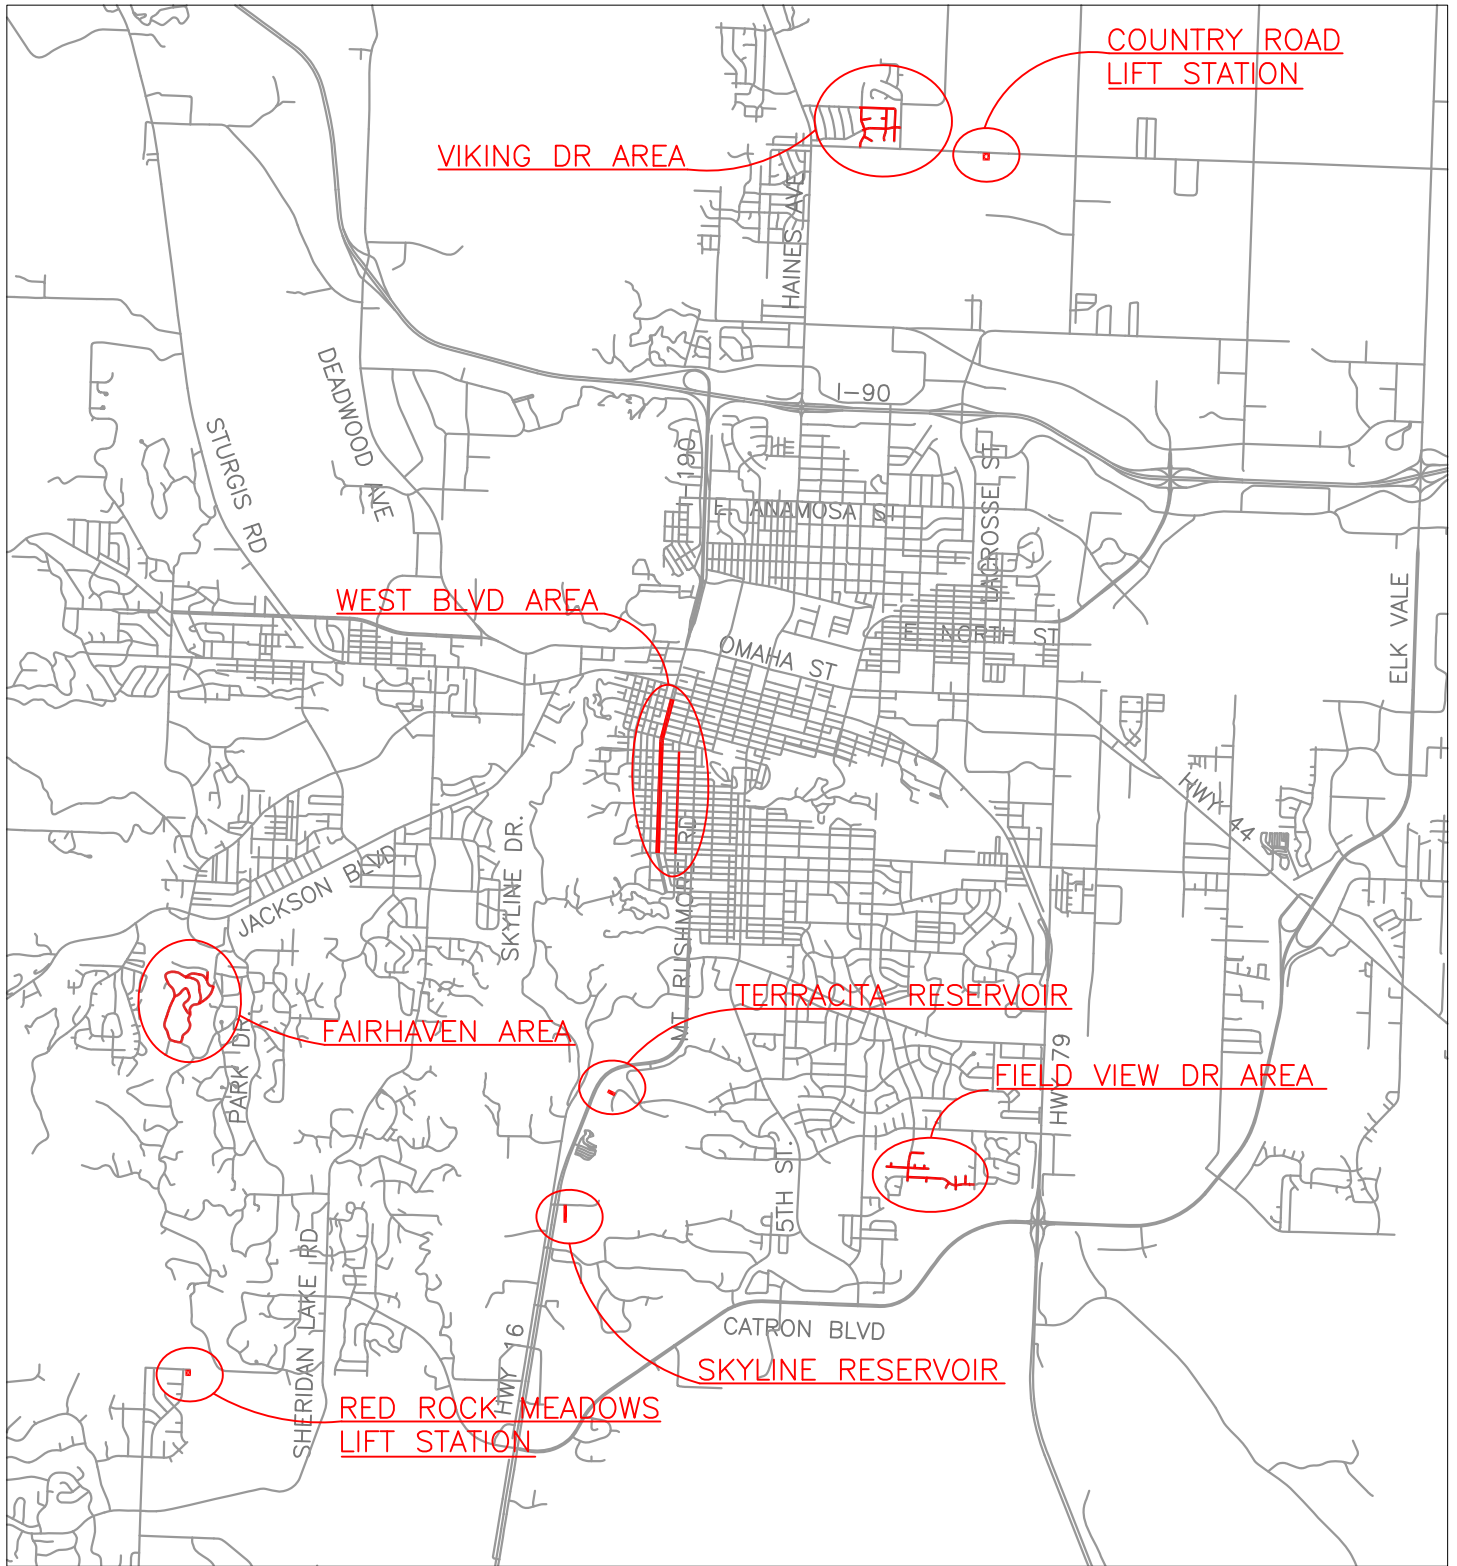 COUNTRY ROAD
LIFT STATION
VIKING DR AREA
HAINES AVE
I-90
DEADWOOD AVE
STURGIS RD
I-190
E ANAMOSA ST
LACROSSE ST
WEST BLVD AREA
E NORTH ST
OMAHA ST
ELK VALE
HWY 44
SKYLINE DR.
JACKSON BLVD
MT RUSHMORE RD
TERRACITA RESERVOIR
FAIRHAVEN AREA
PARK DR
HWY 79
FIELD VIEW DR AREA
5TH ST.
SHERIDAN LAKE RD
HWY 16
CATRON BLVD
SKYLINE RESERVOIR
RED ROCK MEADOWS
LIFT STATION